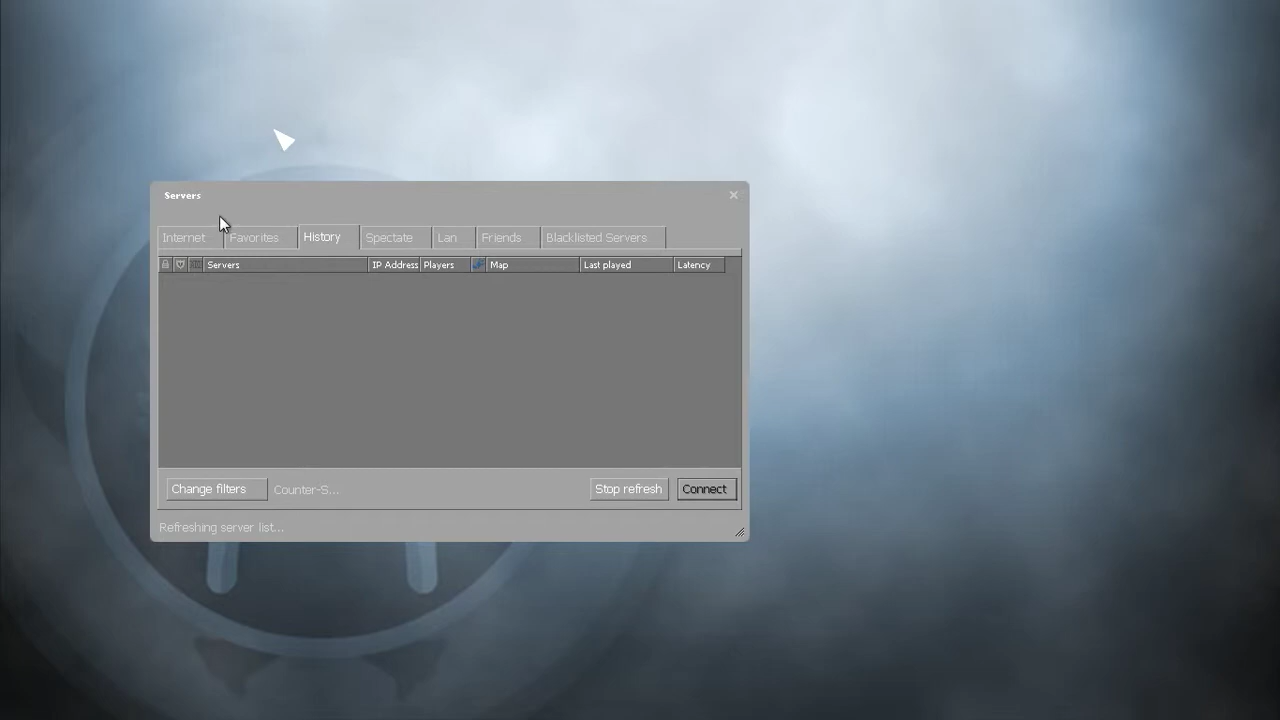 Servers
Internet Favorites History Spectate Lan Friends Blacklisted Servers
Servers IP Address Players Map Last played Latency
Change filters Counter-S... Stop refresh Connect
Refreshing server list...